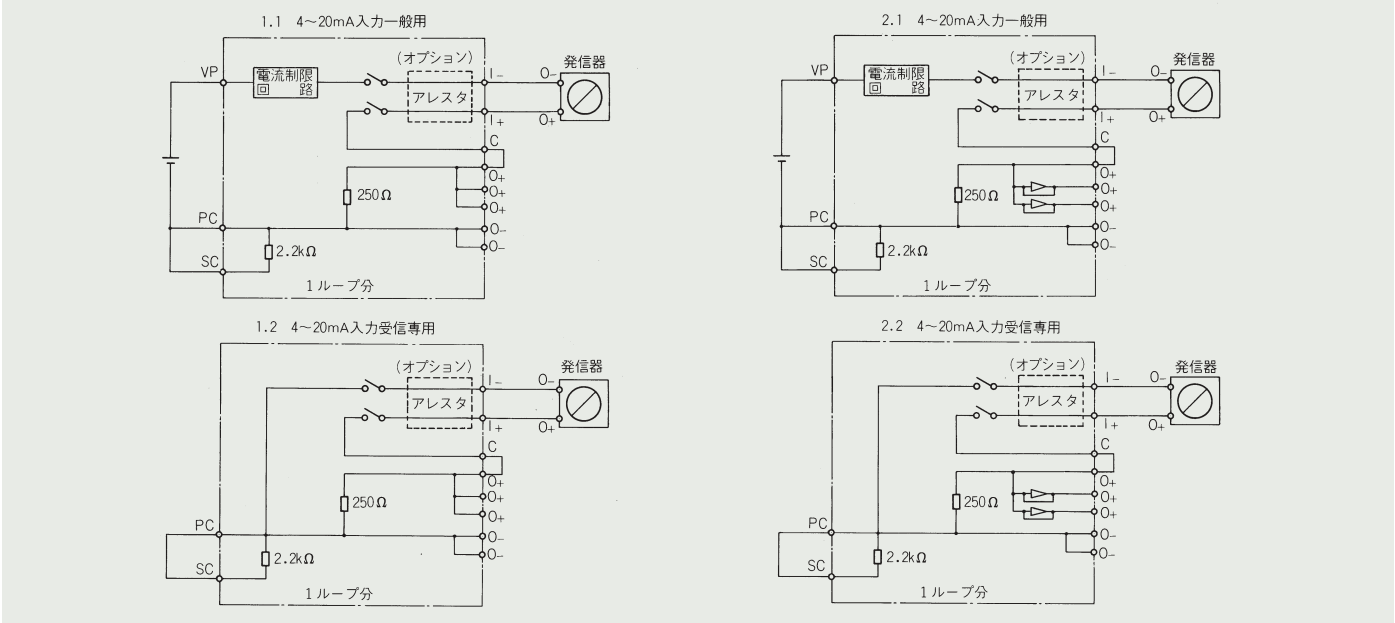 1.1 4～20mA入力一般用
(オプション)
発信器
VP
電流制限
回 路
アレスタ
I−
O−
I+
O+
C
O+
O+
250Ω
O+
PC
O−
2.2kΩ
O−
SC
1ループ分
2.1 4～20mA入力一般用
(オプション)
発信器
VP
電流制限
回 路
アレスタ
I−
O−
I+
O+
C
O+
O+
250Ω
O+
PC
O−
2.2kΩ
O−
SC
1ループ分
1.2 4～20mA入力受信専用
(オプション)
発信器
I−
O−
アレスタ
I+
O+
C
O+
O+
250Ω
O+
PC
O−
2.2kΩ
O−
SC
1ループ分
2.2 4～20mA入力受信専用
(オプション)
発信器
I−
O−
アレスタ
I+
O+
C
O+
O+
250Ω
O+
PC
O−
2.2kΩ
O−
SC
1ループ分